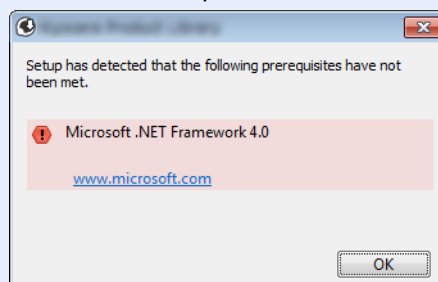 Setup has detected that the following prerequisites have not
been met.
Microsoft .NET Framework 4.0
www.microsoft.com
OK